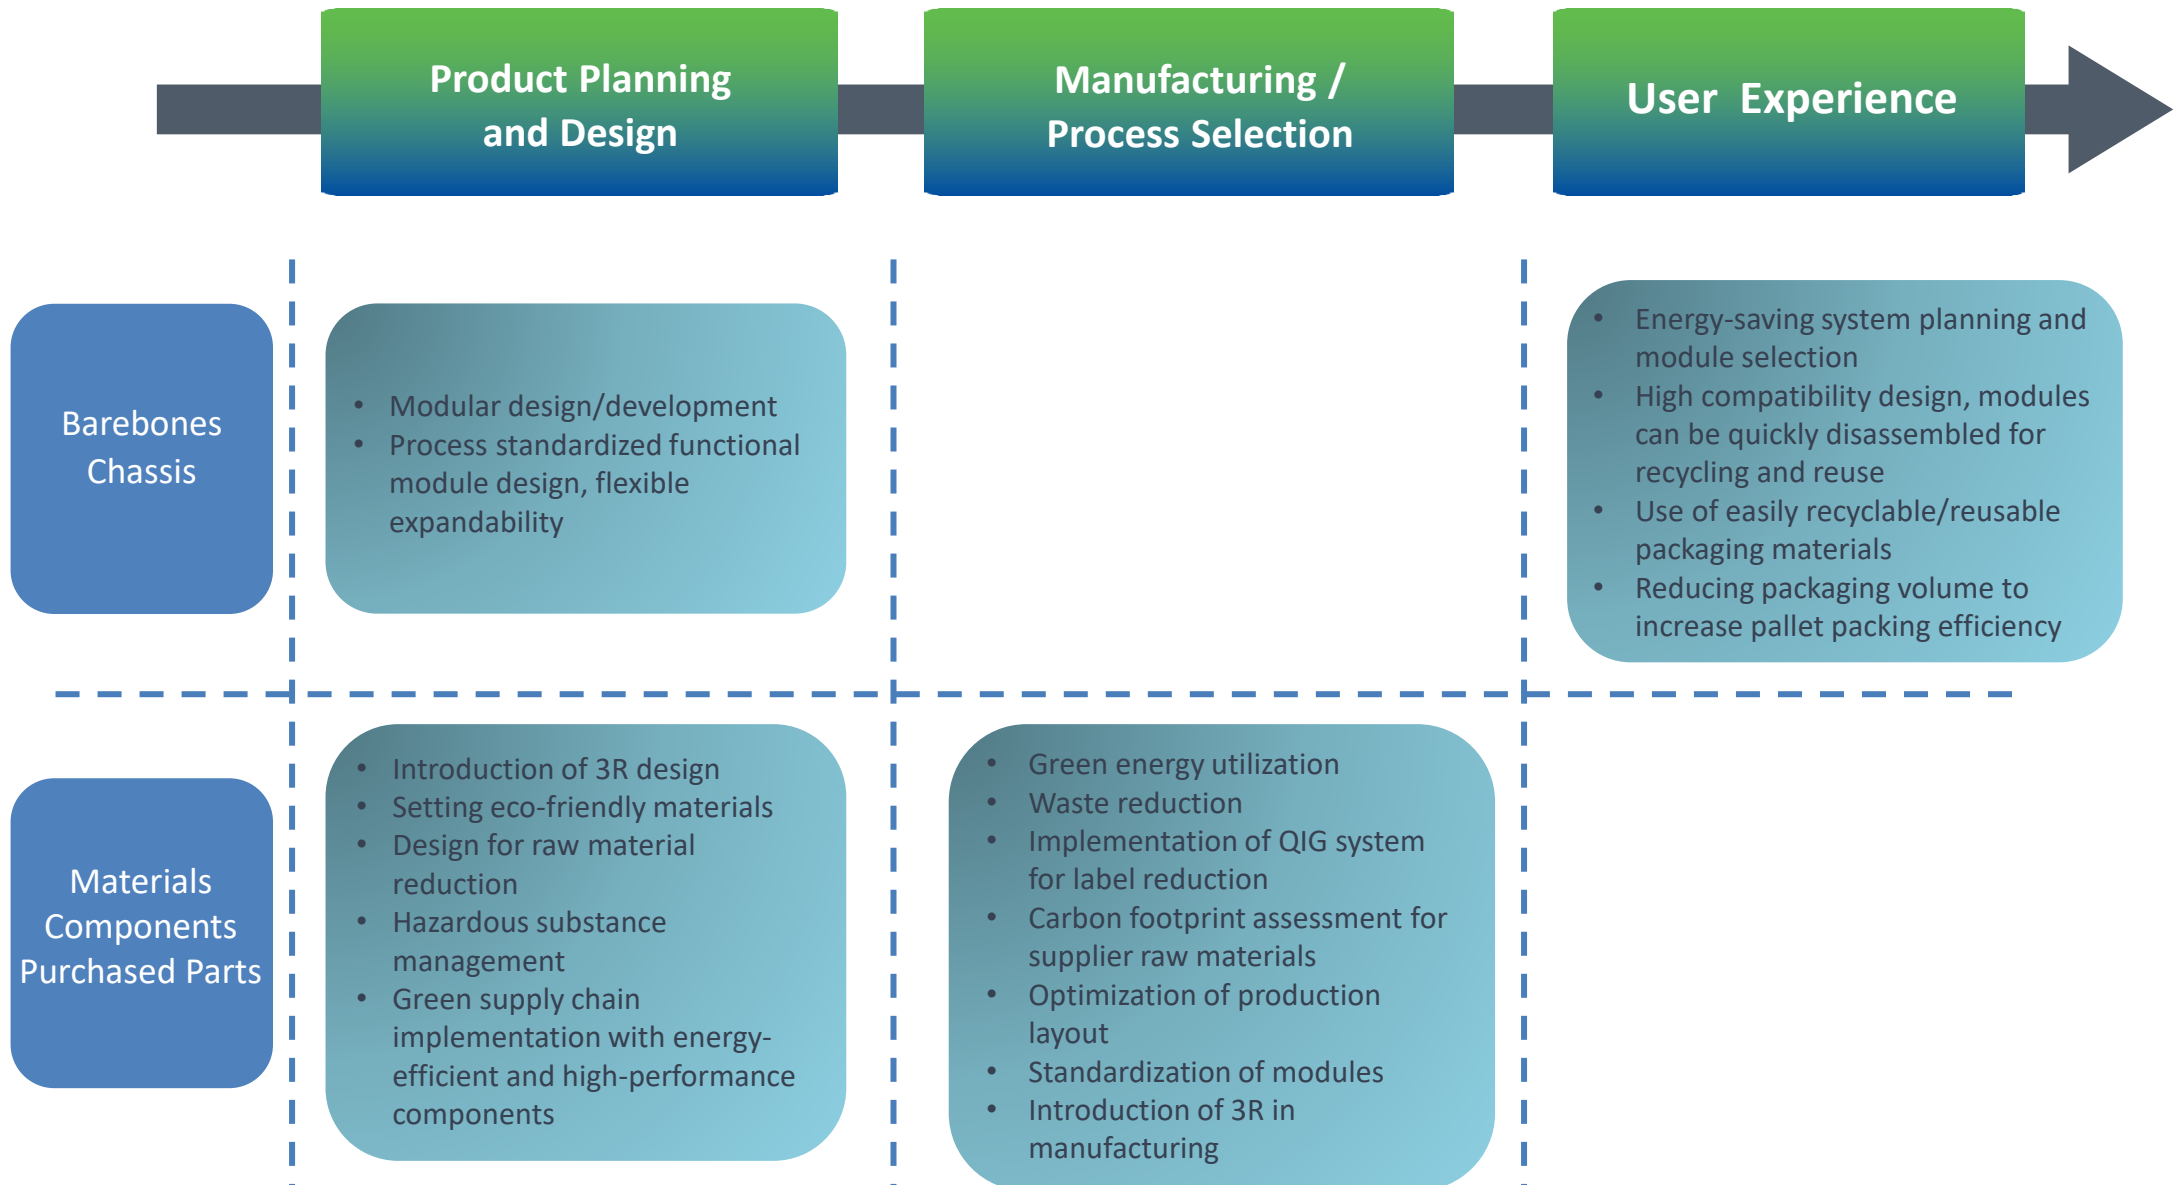 Product Planning
and Design
Manufacturing /
Process Selection
User Experience
Barebones
Chassis
• Modular design/development
• Process standardized functional
module design, flexible
expandability
• Energy-saving system planning and
module selection
• High compatibility design, modules
can be quickly disassembled for
recycling and reuse
• Use of easily recyclable/reusable
packaging materials
• Reducing packaging volume to
increase pallet packing efficiency
Materials
Components
Purchased Parts
• Introduction of 3R design
• Setting eco-friendly materials
• Design for raw material
reduction
• Hazardous substance
management
• Green supply chain
implementation with energy-
efficient and high-performance
components
• Green energy utilization
• Waste reduction
• Implementation of QIG system
for label reduction
• Carbon footprint assessment for
supplier raw materials
• Optimization of production
layout
• Standardization of modules
• Introduction of 3R in
manufacturing